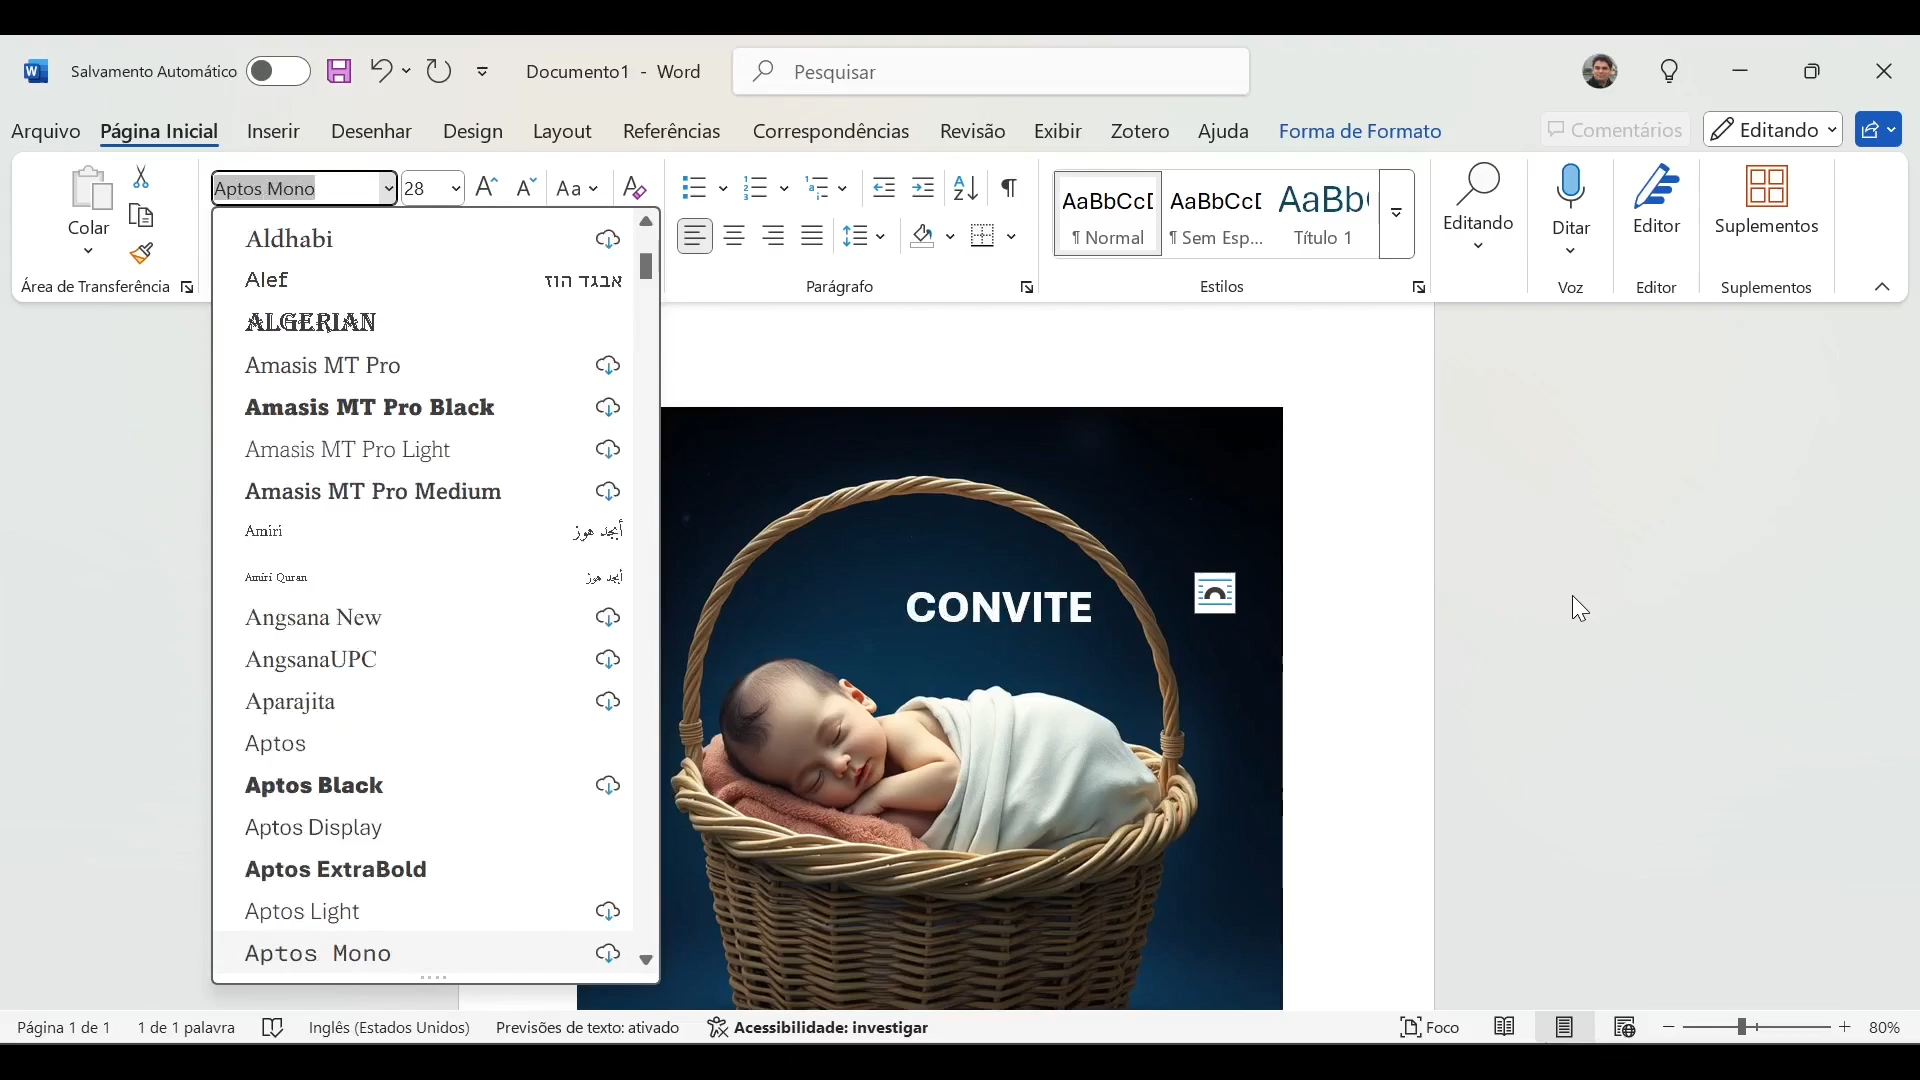 Salvamento Automático
Documento1 - Word
Pesquisar
Arquivo Página Inicial Inserir Desenhar Design Layout Referências Correspondências Revisão Exibir Zotero Ajuda Forma de Formato
Comentários
Editando
Colar
Área de Transferência
Aptos Mono
28
Aa
Parágrafo
AaBbCcI
¶ Normal
AaBbCcI
¶ Sem Esp...
AaBb
Título 1
Estilos
Editando
Ditar
Voz
Editor
Editor
Suplementos
Suplementos
Aldhabi
Alef אבגד הוז
ALGERIAN
Amasis MT Pro
Amasis MT Pro Black
Amasis MT Pro Light
Amasis MT Pro Medium
Amiri أبجد هوز
Amiri Quran أبجد هوز
Angsana New
AngsanaUPC
Aparajita
Aptos
Aptos Black
Aptos Display
Aptos ExtraBold
Aptos Light
Aptos Mono
CONVITE
Página 1 de 1
1 de 1 palavra
Inglês (Estados Unidos)
Previsões de texto: ativado
Acessibilidade: investigar
Foco
80%